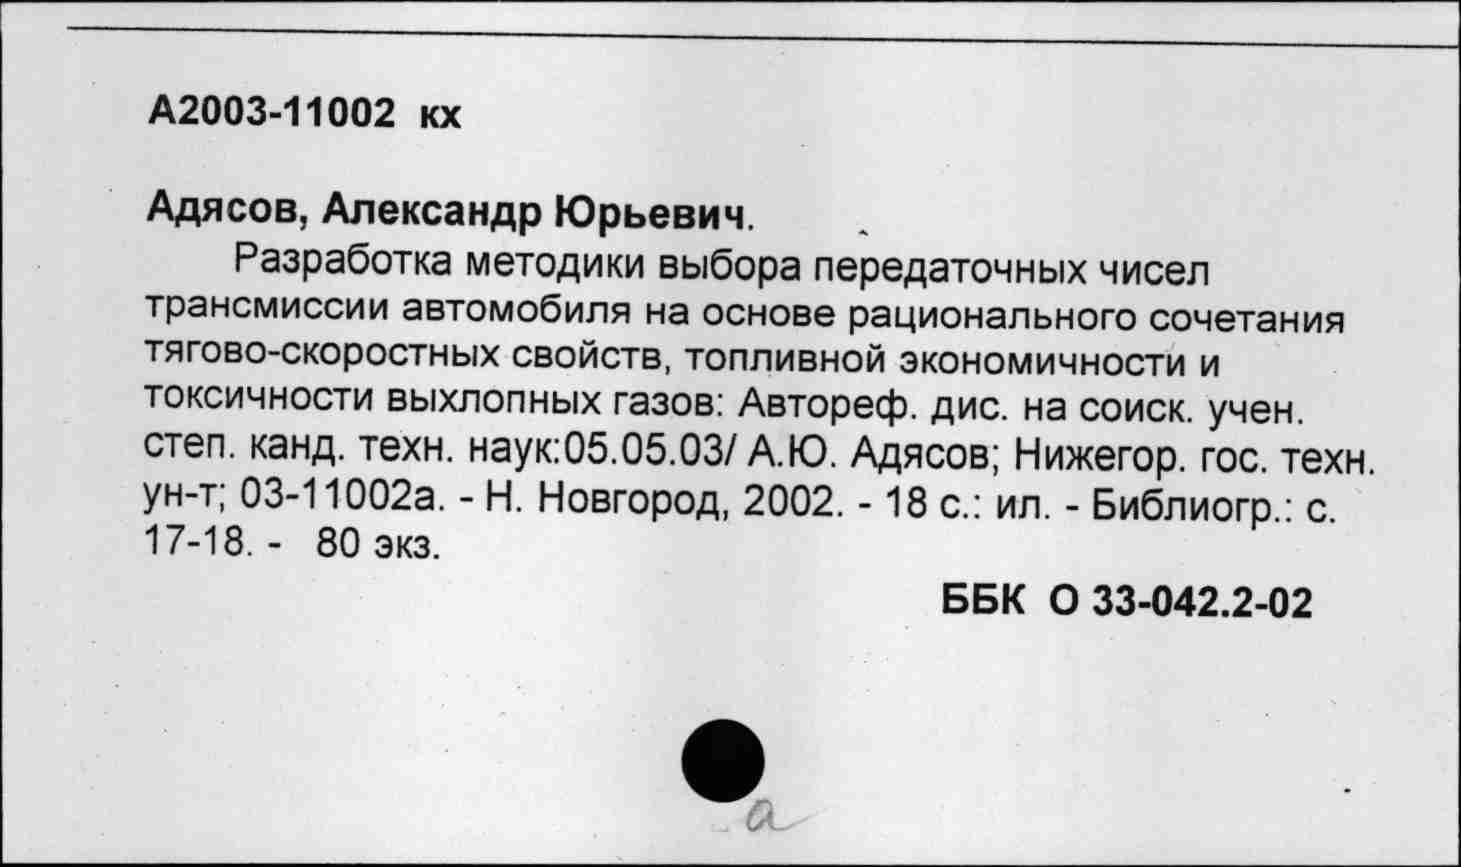 А2003-11002 кх
Адясов, Александр Юрьевич.
Разработка методики выбора передаточных чисел
трансмиссии автомобиля на основе рационального сочетания
тягово-скоростных свойств, топливной экономичности и
токсичности выхлопных газов: Автореф. дис. на соиск. учен.
степ. канд. техн. наук:05.05.03/ А.Ю. Адясов; Нижегор. гос. техн.
ун-т; 03-11002а. - Н. Новгород, 2002. - 18 с.: ил. - Библиогр.: с.
17-18. - 80 экз.
ББК О 33-042.2-02
а